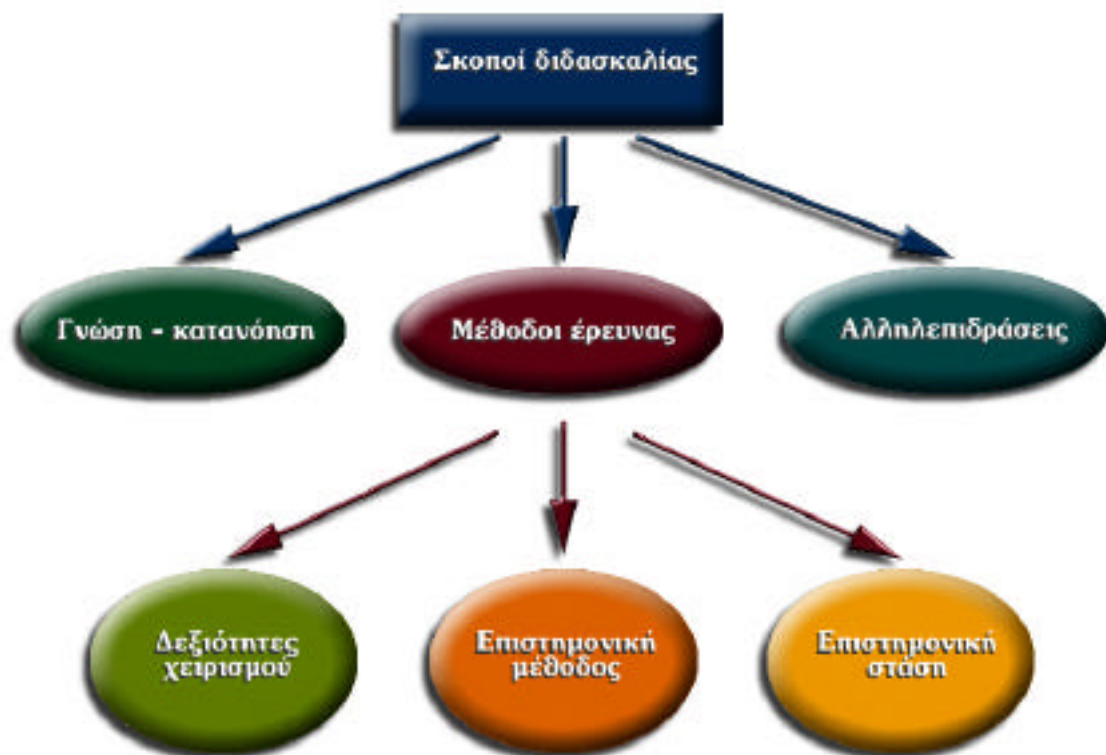 Σκοποί διδασκαλίας
Γνώση - κατανόηση
Μέθοδοι έρευνας
Αλληλεπιδράσεις
Δεξιότητες
χειρισμού
Επιστημονική
μέθοδος
Επιστημονική
στάση